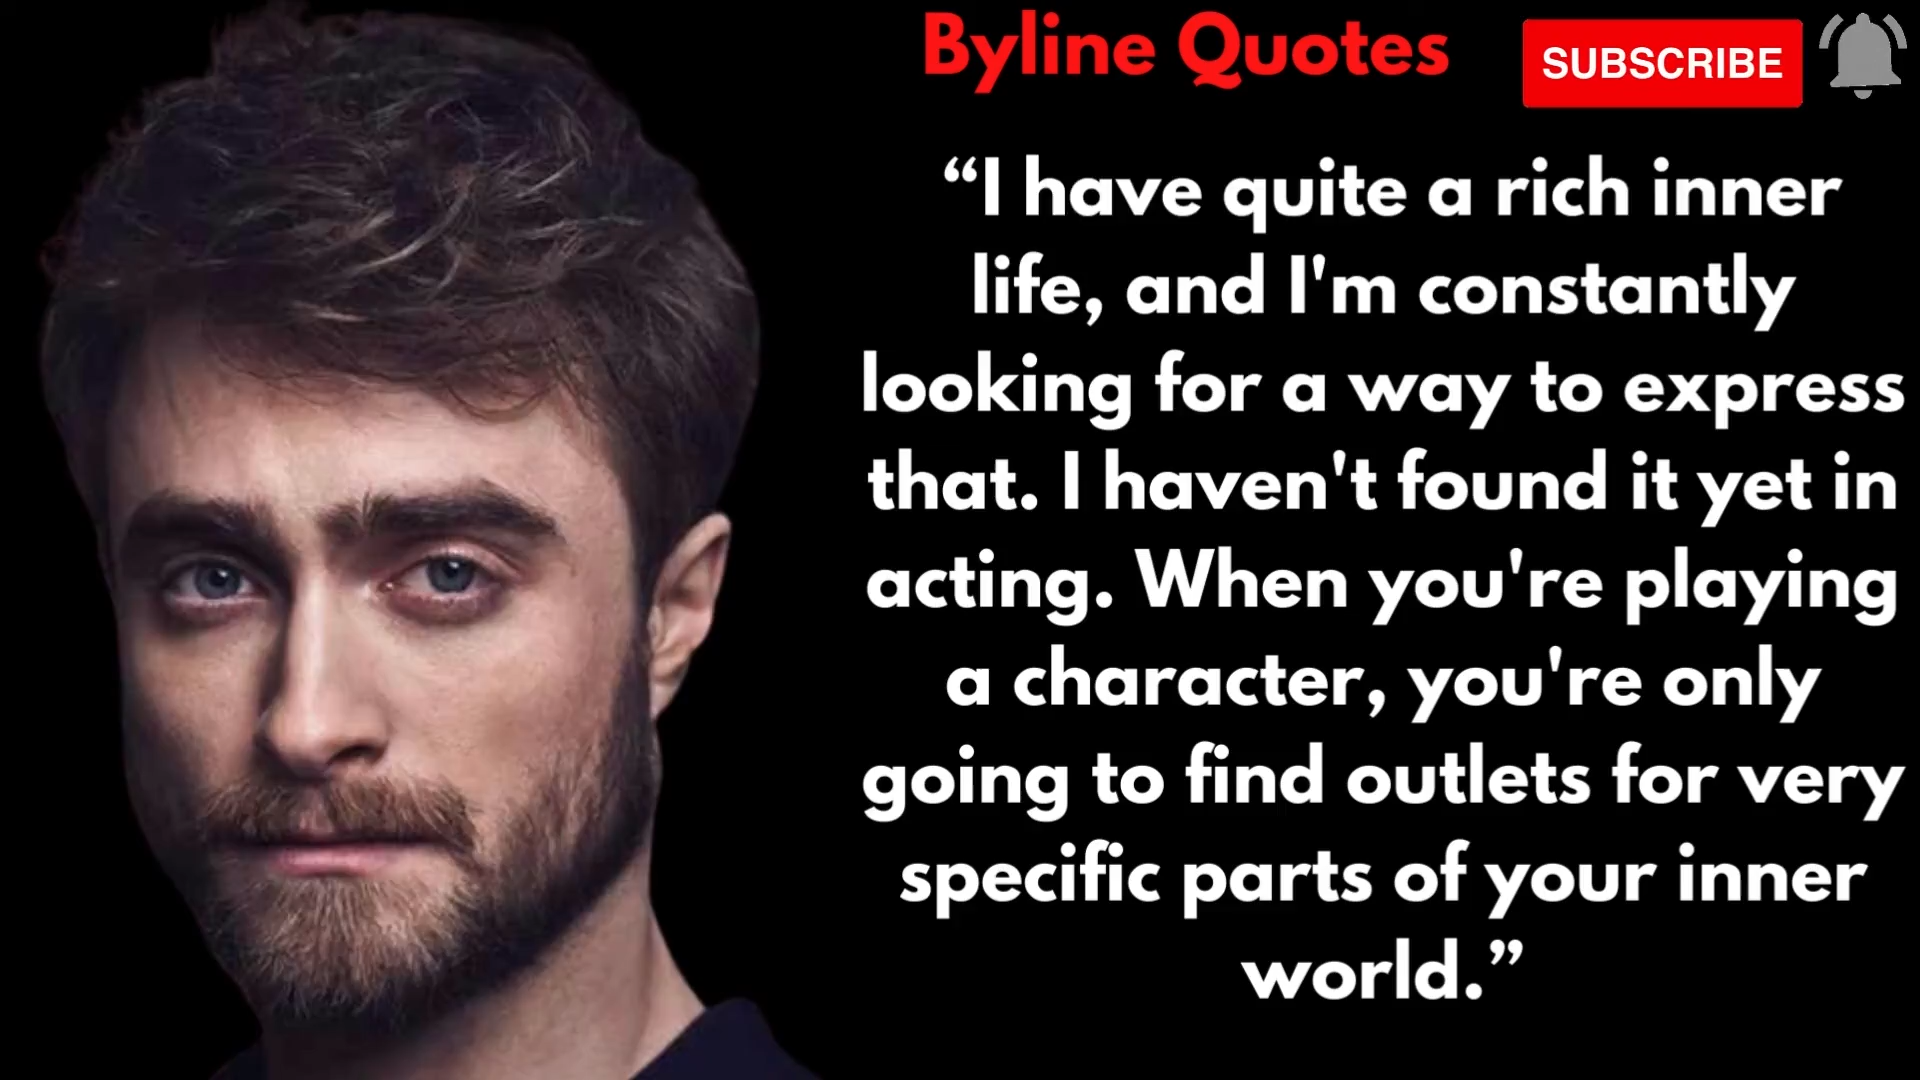 Byline Quotes
SUBSCRIBE
“I have quite a rich inner
life, and I'm constantly
looking for a way to express
that. I haven't found it yet in
acting. When you're playing
a character, you're only
going to find outlets for very
specific parts of your inner
world.”